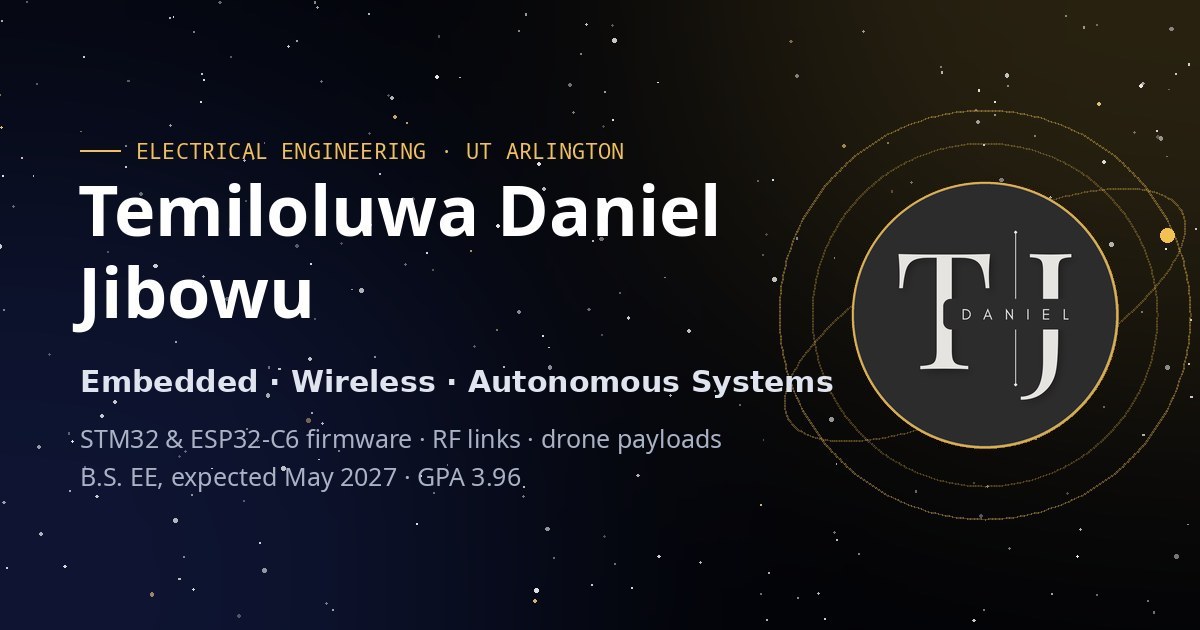 ELECTRICAL ENGINEERING · UT ARLINGTON
Temiloluwa Daniel
Jibowu
Embedded · Wireless · Autonomous Systems
STM32 & ESP32-C6 firmware · RF links · drone payloads
B.S. EE, expected May 2027 · GPA 3.96
TJ
DANIEL